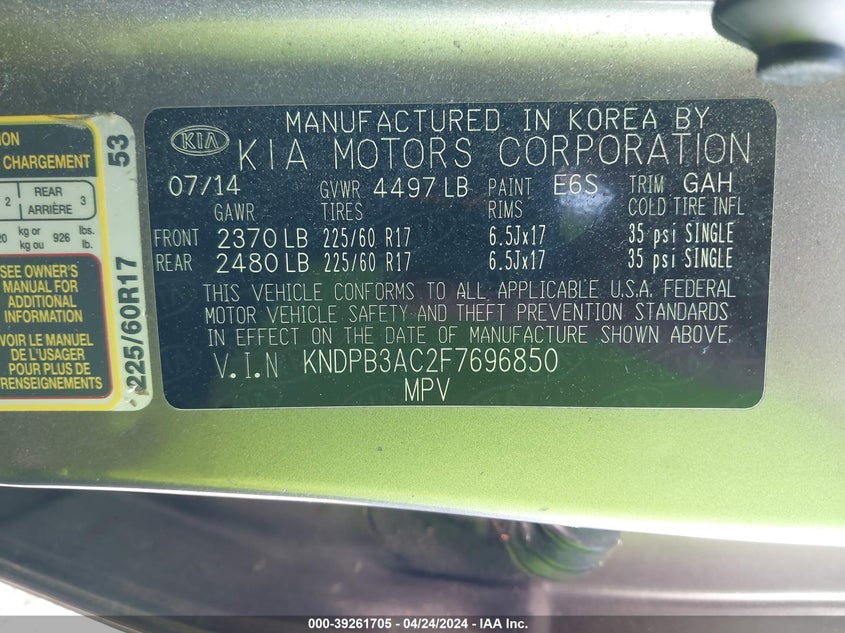 ION
CHARGEMENT
2 REAR ARRIÈRE 3
20 kg or kg ou 926 lbs. lb.
SEE OWNER'S
MANUAL FOR
ADDITIONAL
INFORMATION
VOIR LE MANUEL
DE L'USAGER
POUR PLUS DE
RENSEIGNEMENTS
225/60R17 53
KIA
MANUFACTURED IN KOREA BY
KIA MOTORS CORPORATION
07/14 GVWR 4497 LB PAINT E6S TRIM GAH
GAWR TIRES RIMS COLD TIRE INFL
FRONT 2370 LB 225/60 R17 6.5Jx17 35 psi SINGLE
REAR 2480 LB 225/60 R17 6.5Jx17 35 psi SINGLE
THIS VEHICLE CONFORMS TO ALL APPLICABLE U.S.A. FEDERAL
MOTOR VEHICLE SAFETY AND THEFT PREVENTION STANDARDS
IN EFFECT ON THE DATE OF MANUFACTURE SHOWN ABOVE.
V.I.N KNDPB3AC2F7696850
MPV
000-39261705 - 04/24/2024 - IAA Inc.